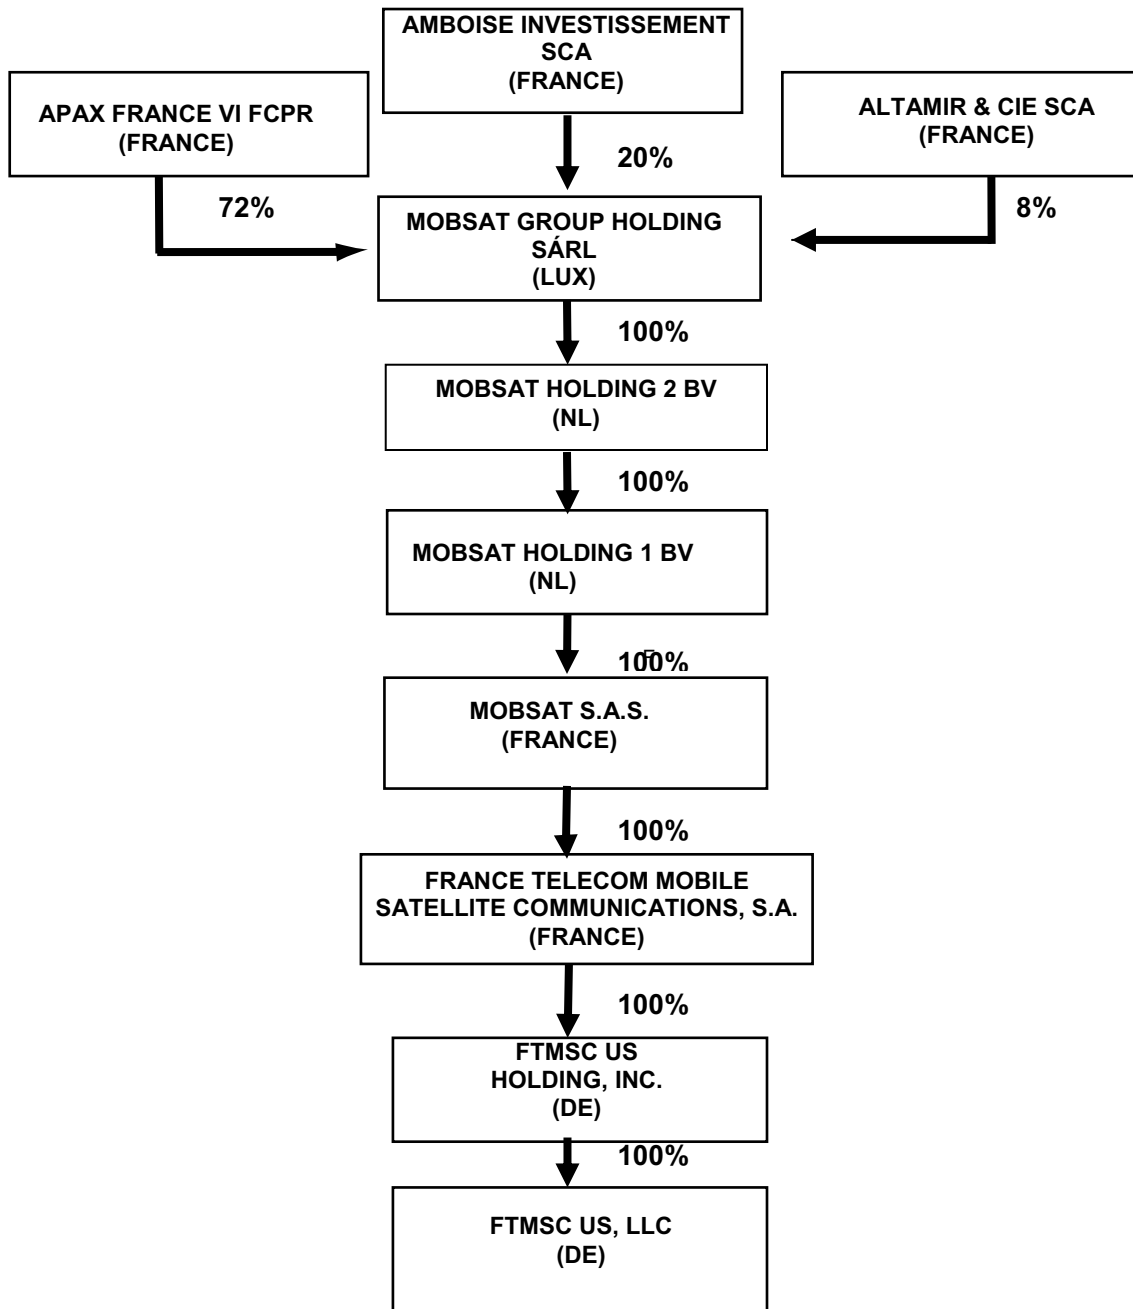 AMBOISE INVESTISSEMENT
SCA
(FRANCE)
APAX FRANCE VI FCPR
(FRANCE)
ALTAMIR & CIE SCA
(FRANCE)
20%
72%
8%
MOBSAT GROUP HOLDING
SÁRL
(LUX)
100%
MOBSAT HOLDING 2 BV
(NL)
100%
MOBSAT HOLDING 1 BV
(NL)
100%
MOBSAT S.A.S.
(FRANCE)
100%
FRANCE TELECOM MOBILE
SATELLITE COMMUNICATIONS, S.A.
(FRANCE)
100%
FTMSC US
HOLDING, INC.
(DE)
100%
FTMSC US, LLC
(DE)